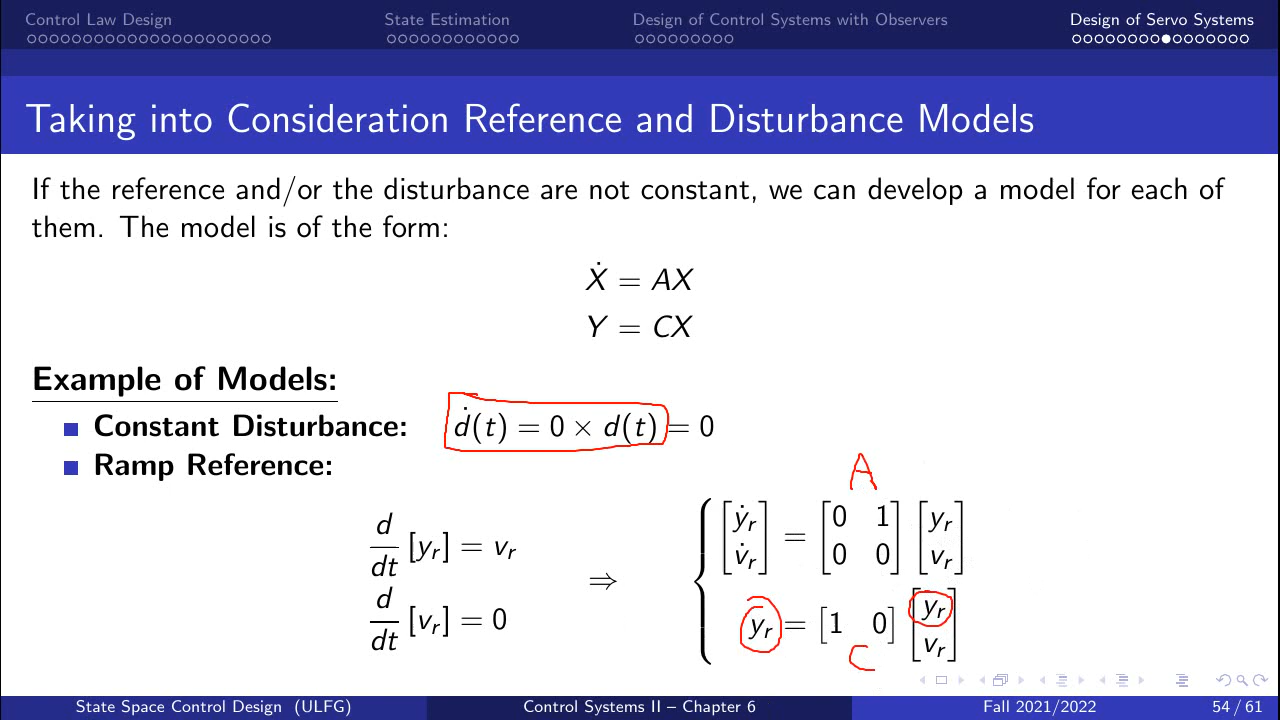 Control Law Design State Estimation Design of Control Systems with Observers Design of Servo Systems
Taking into Consideration Reference and Disturbance Models
If the reference and/or the disturbance are not constant, we can develop a model for each of
them. The model is of the form:
Ẋ = AX
Y = CX
Example of Models:
Constant Disturbance: ḋ(t) = 0 × d(t) = 0
Ramp Reference:
A
d/dt [y_r] = v_r
d/dt [v_r] = 0
⇒
[ẏ_r; v̇_r] = [0 1; 0 0] [y_r; v_r]
y_r = [1 0] [y_r; v_r]
C
State Space Control Design (ULFG) Control Systems II – Chapter 6 Fall 2021/2022 54 / 61